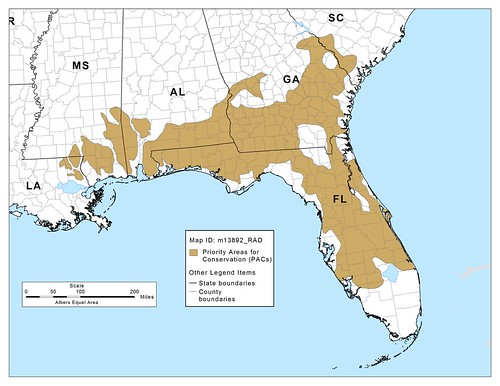 R
SC
MS
AL
GA
LA
FL
Map ID: m13892_RAD
Priority Areas for
Conservation (PACs)
Other Legend Items
State boundaries
County
boundaries
Scale
0 50 100 200
Miles
Albers Equal Area